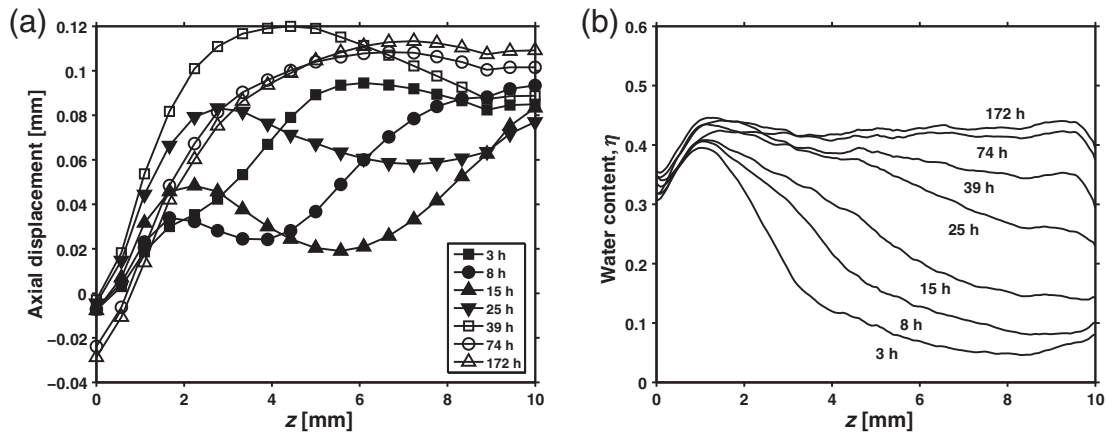 (a)
0.12
0.1
0.08
0.06
0.04
0.02
0
−0.02
−0.04
Axial displacement [mm]
0 2 4 6 8 10
z [mm]
3 h
8 h
15 h
25 h
39 h
74 h
172 h
(b)
0.6
0.5
0.4
0.3
0.2
0.1
0
Water content, η
172 h
74 h
39 h
25 h
15 h
8 h
3 h
0 2 4 6 8 10
z [mm]